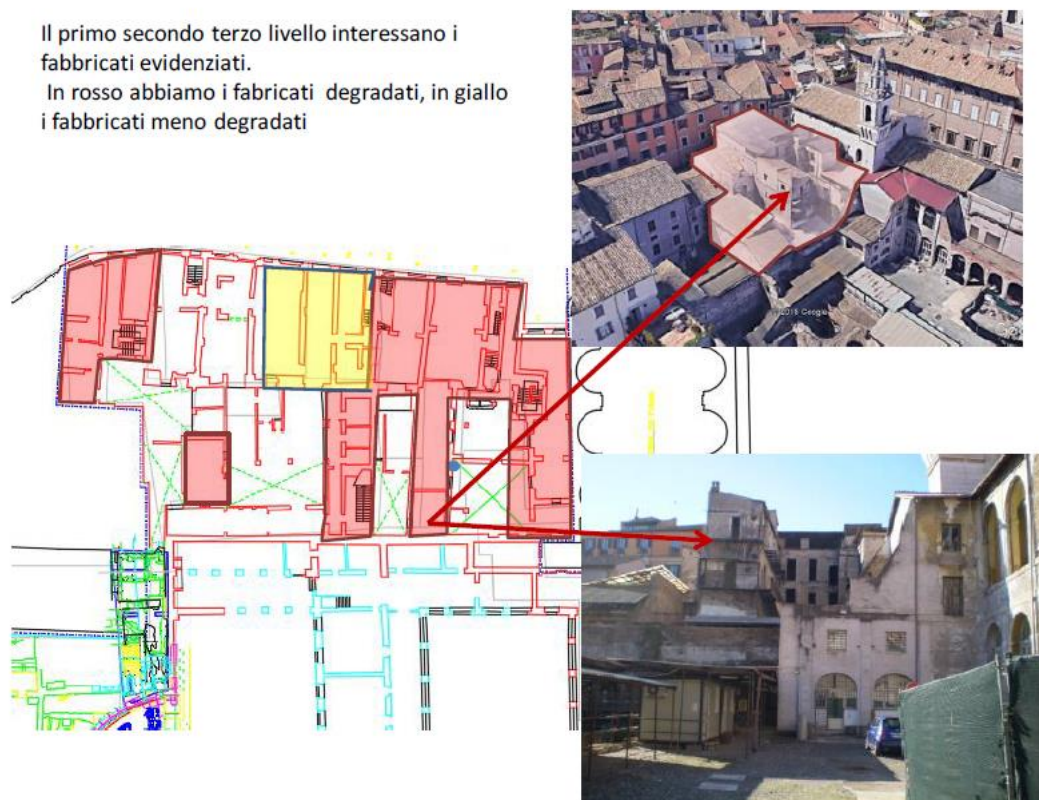 Il primo secondo terzo livello interessano i
fabbricati evidenziati.
In rosso abbiamo i fabricati degradati, in giallo
i fabbricati meno degradati